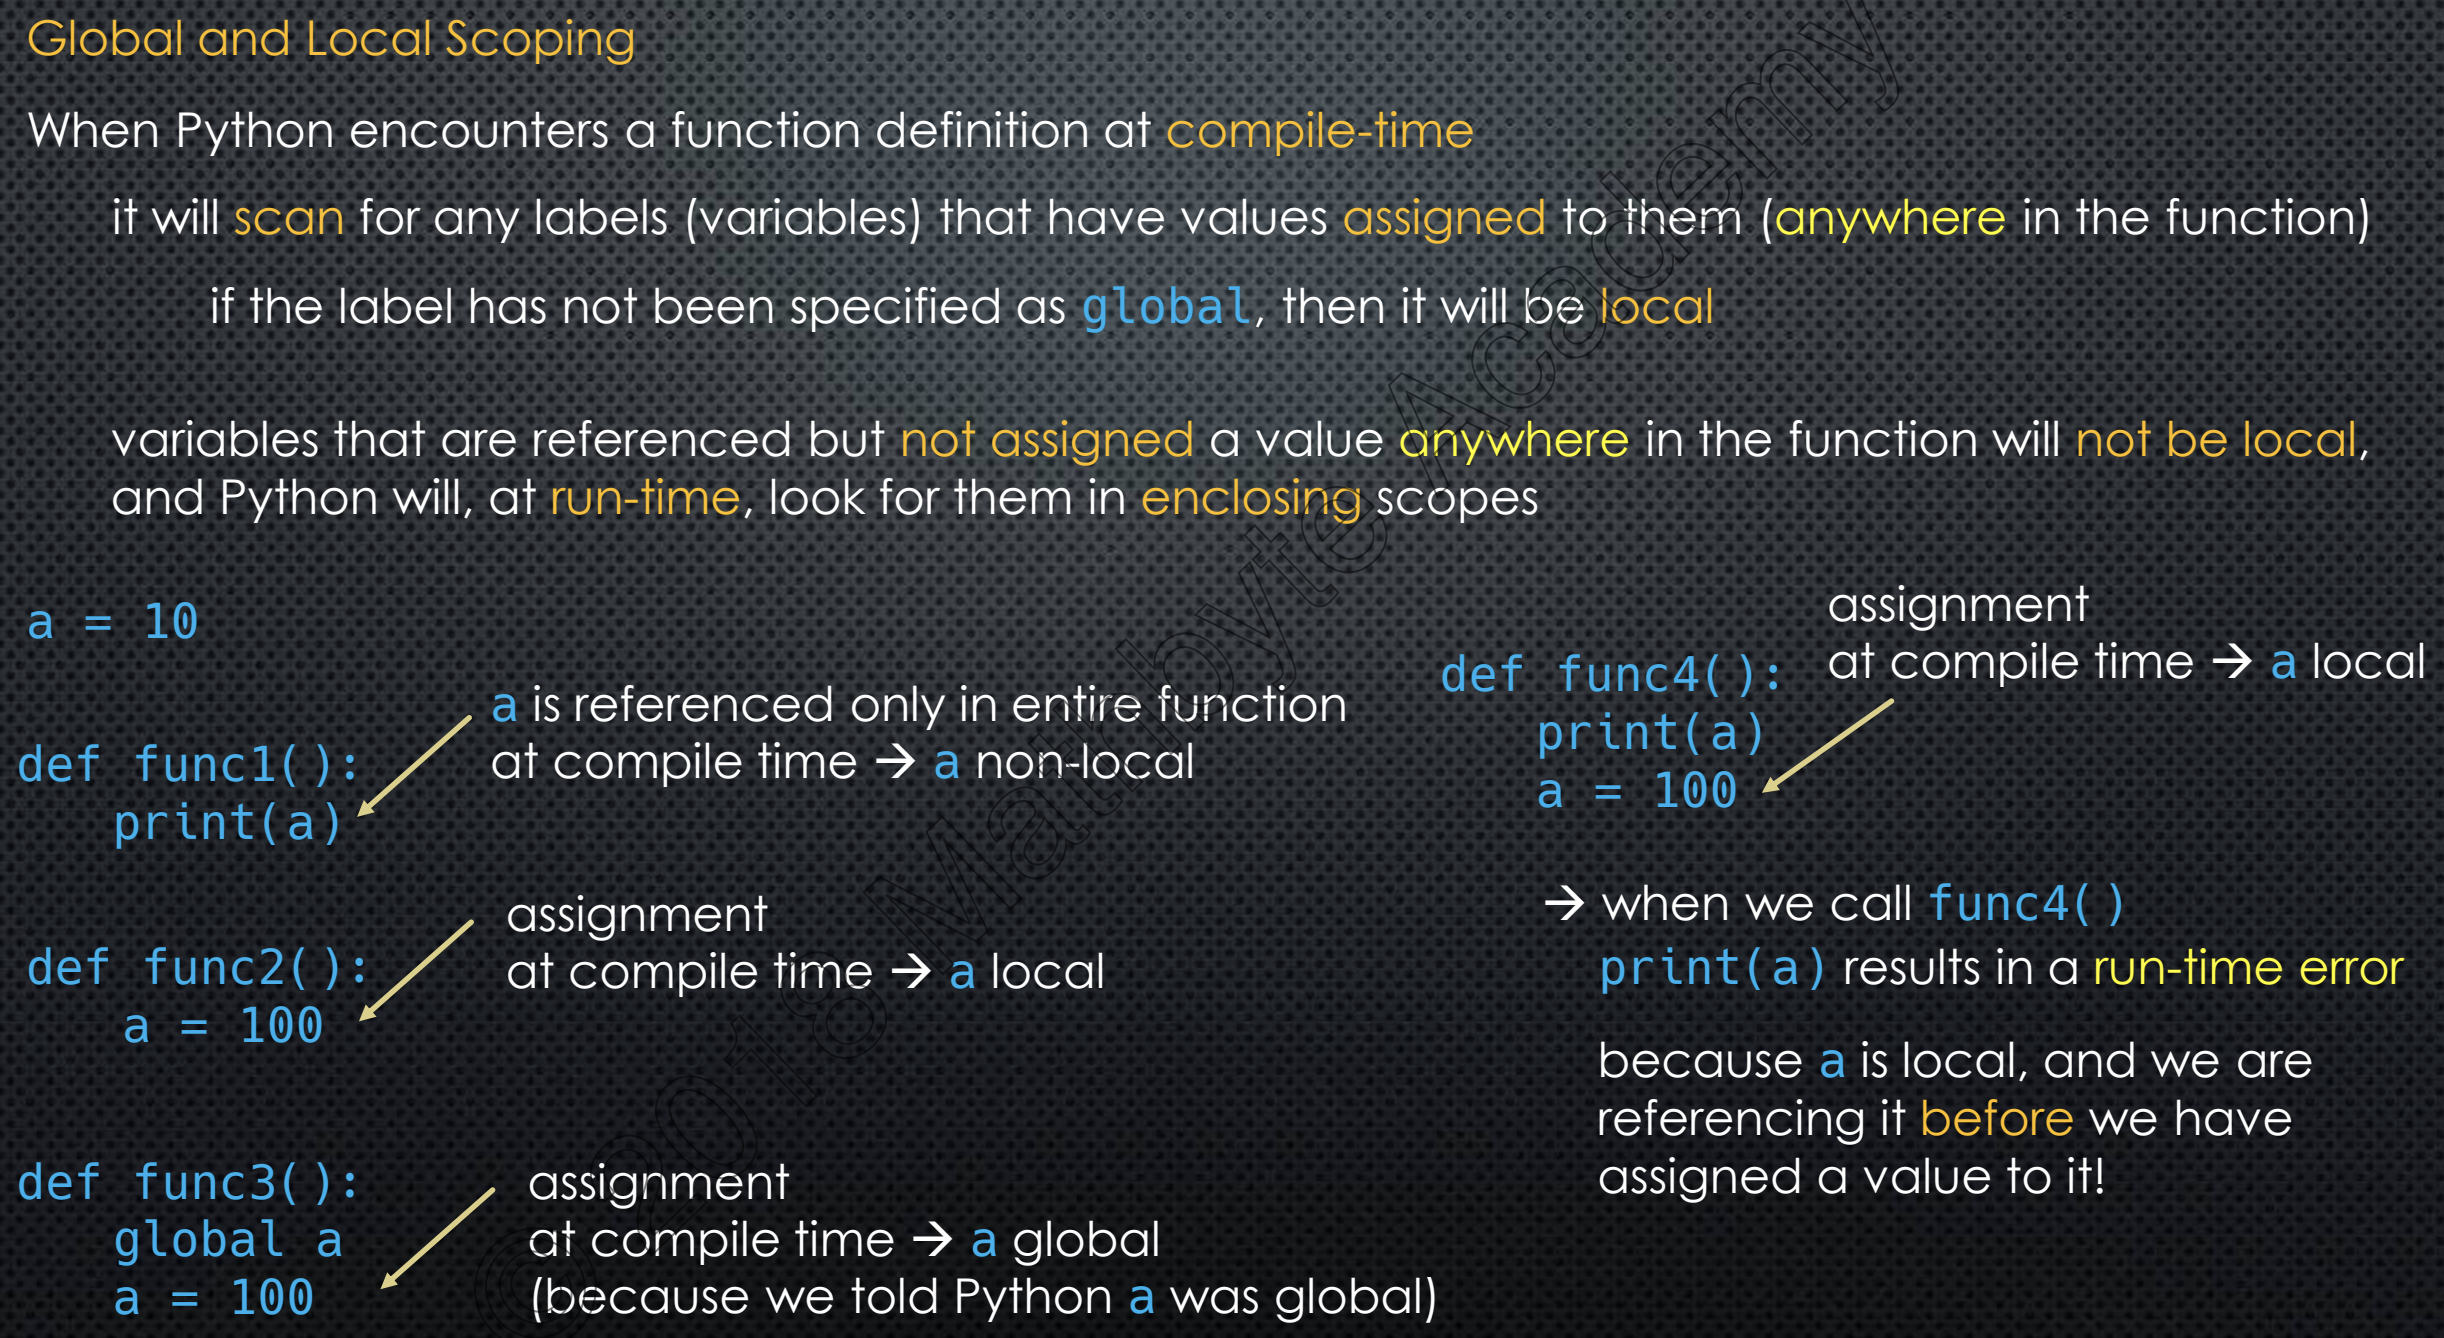 Global and Local Scoping
When Python encounters a function definition at compile-time
it will scan for any labels (variables) that have values assigned to them (anywhere in the function)
if the label has not been specified as global, then it will be local
variables that are referenced but not assigned a value anywhere in the function will not be local,
and Python will, at run-time, look for them in enclosing scopes
a = 10
def func1():
print(a)
a is referenced only in entire function
at compile time → a non-local
def func2():
a = 100
assignment
at compile time → a local
def func3():
global a
a = 100
assignment
at compile time → a global
(because we told Python a was global)
def func4():
print(a)
a = 100
assignment
at compile time → a local
→ when we call func4()
print(a) results in a run-time error
because a is local, and we are
referencing it before we have
assigned a value to it!
Mathbyte Academy